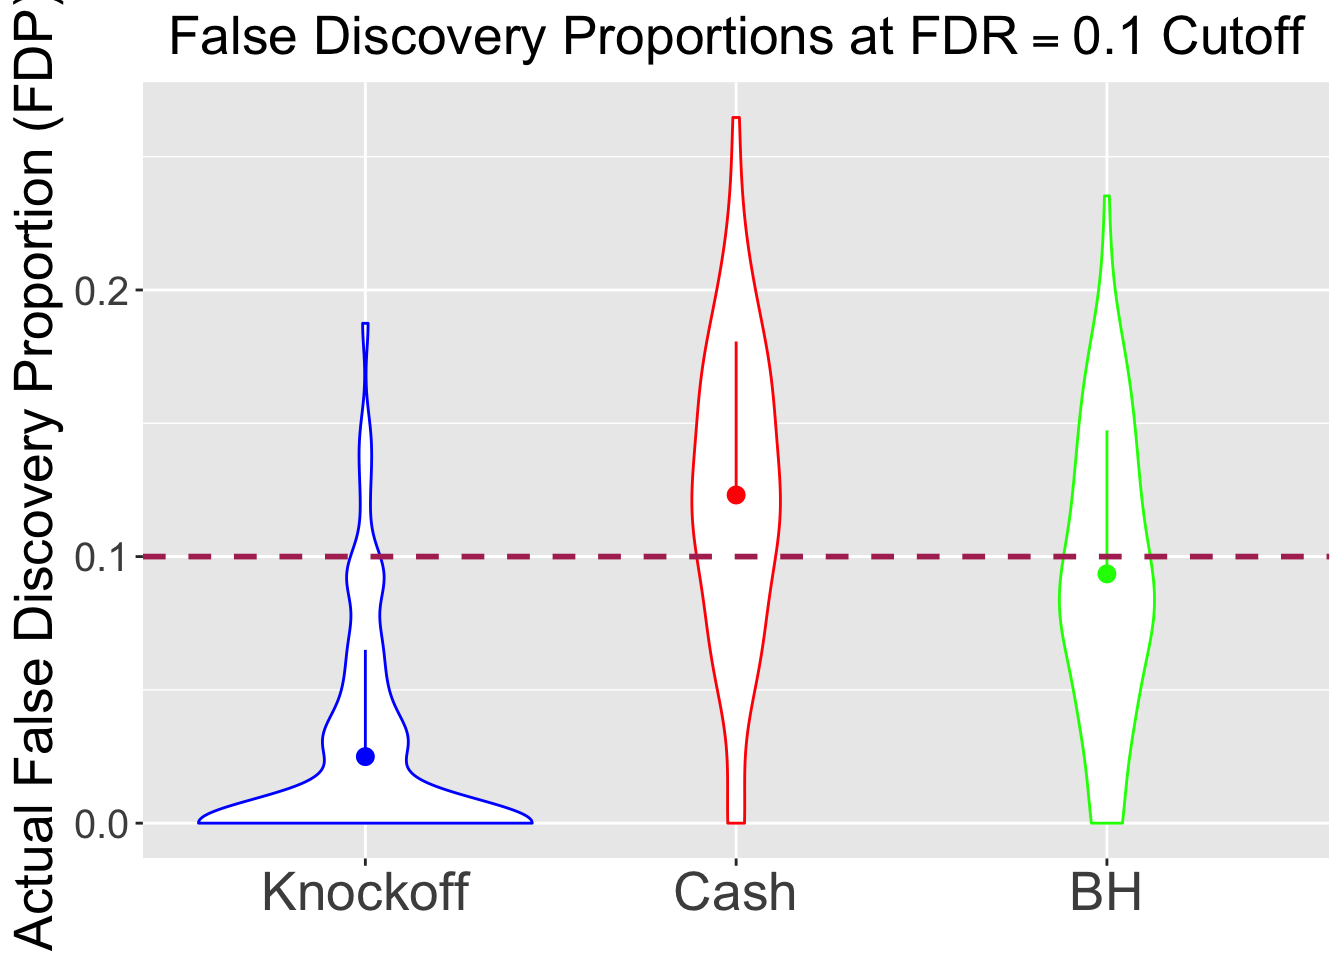 False Discovery Proportions at FDR = 0.1 Cutoff
Actual False Discovery Proportion (FDP)
0.2
0.1
0.0
Knockoff
Cash
BH